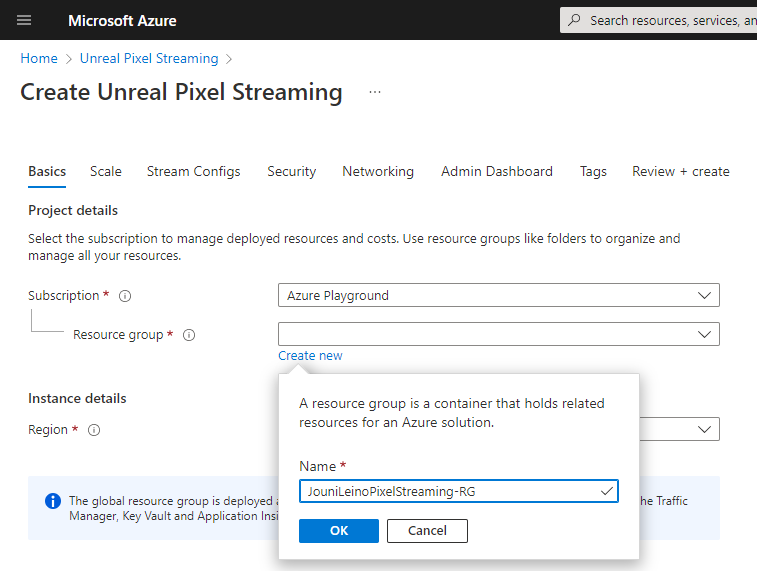 Microsoft Azure
Search resources, services, an
Home > Unreal Pixel Streaming >
Create Unreal Pixel Streaming ...
Basics Scale Stream Configs Security Networking Admin Dashboard Tags Review + create
Project details
Select the subscription to manage deployed resources and costs. Use resource groups like folders to organize and
manage all your resources.
Subscription *
Azure Playground
Resource group *
Create new
A resource group is a container that holds related
resources for an Azure solution.
Name *
JouniLeinoPixelStreaming-RG
OK Cancel
Instance details
Region *
The global resource group is deployed he Traffic
Manager, Key Vault and Application Insi